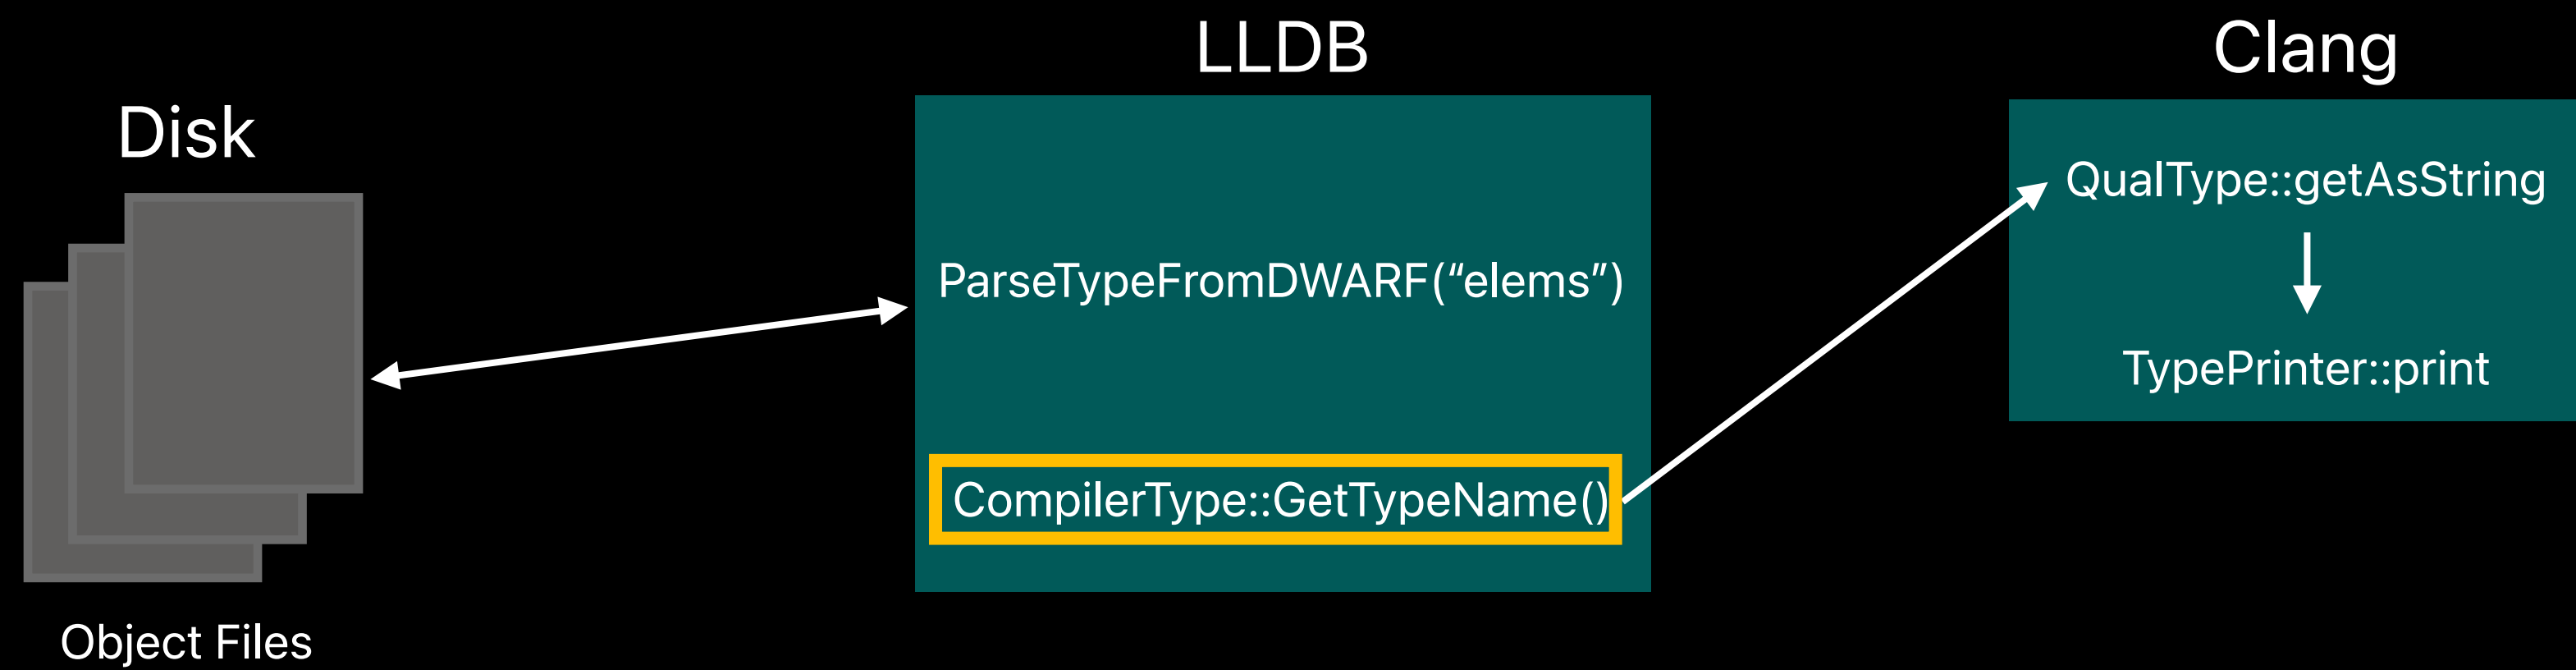 Disk
Object Files
LLDB
ParseTypeFromDWARF(“elems”)
CompilerType::GetTypeName()
Clang
QualType::getAsString
TypePrinter::print